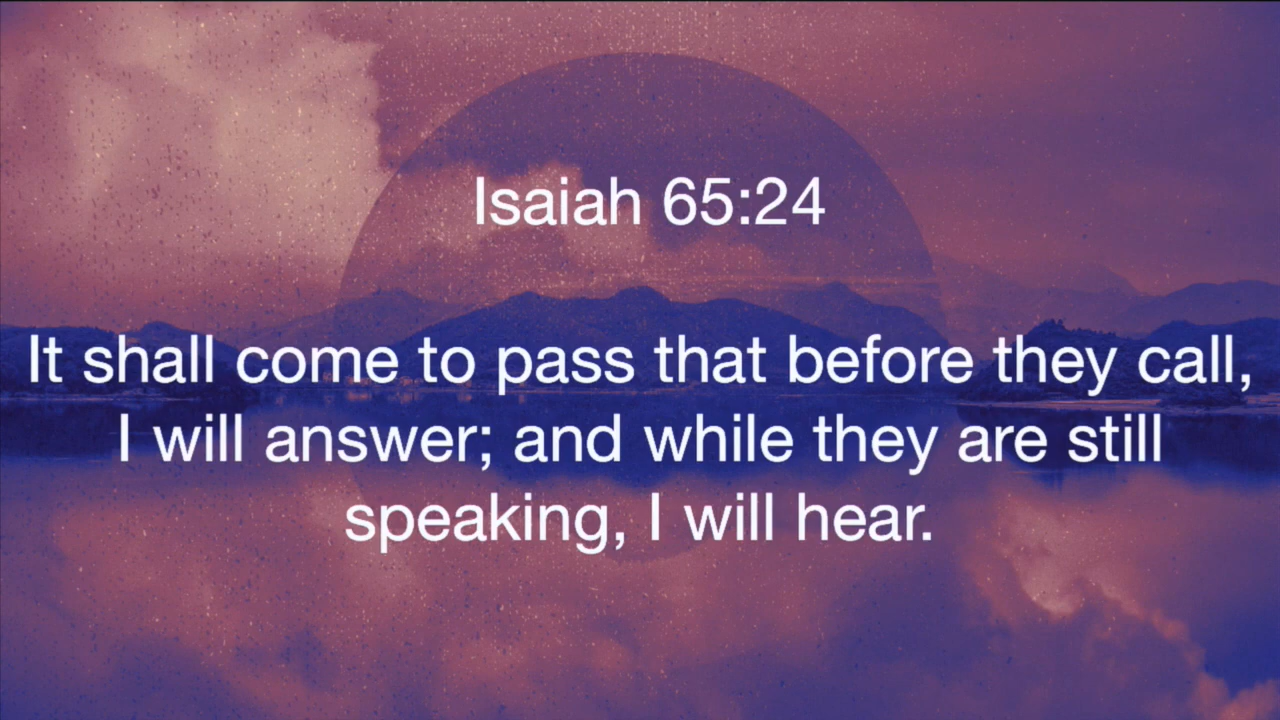 Isaiah 65:24
It shall come to pass that before they call,
I will answer; and while they are still
speaking, I will hear.